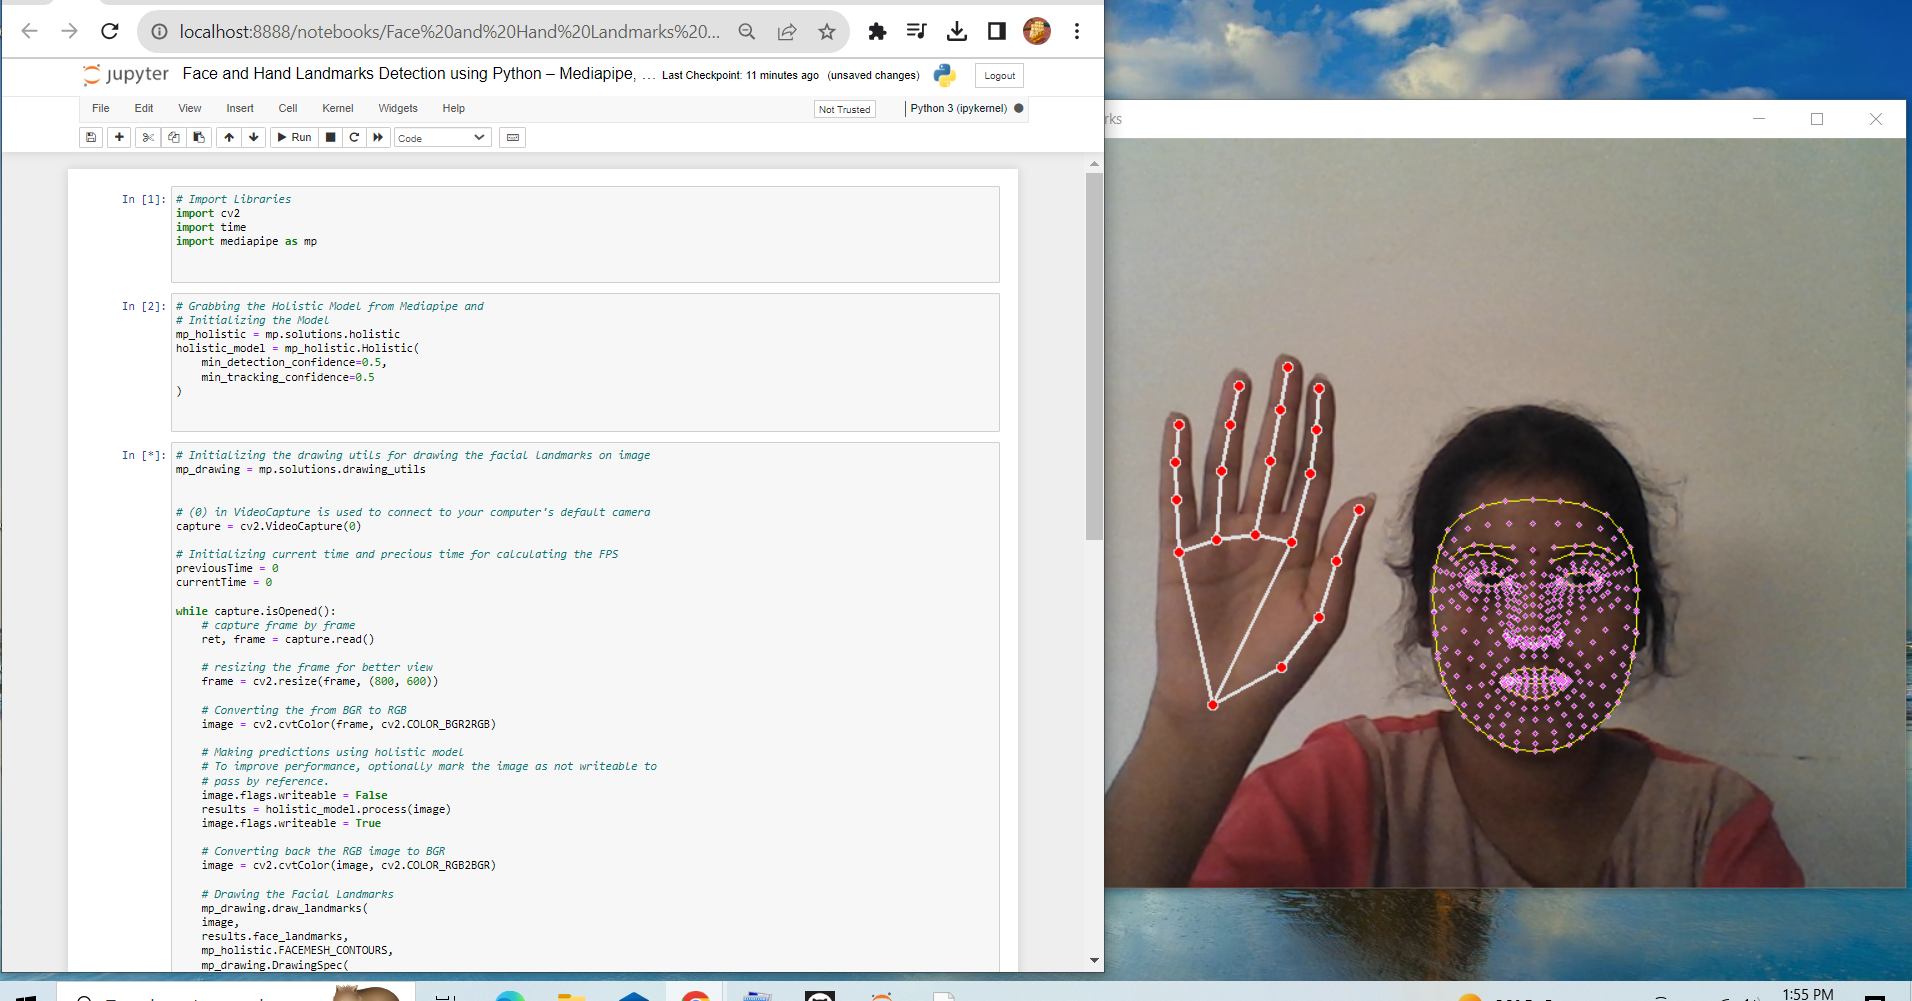 localhost:8888/notebooks/Face%20and%20Hand%20Landmarks%20...
jupyter Face and Hand Landmarks Detection using Python – Mediapipe, ... Last Checkpoint: 11 minutes ago (unsaved changes) Logout
File Edit View Insert Cell Kernel Widgets Help Not Trusted Python 3 (ipykernel)
Run Code
In [1]: # Import Libraries
import cv2
import time
import mediapipe as mp
In [2]: # Grabbing the Holistic Model from Mediapipe and
# Initializing the Model
mp_holistic = mp.solutions.holistic
holistic_model = mp_holistic.Holistic(
    min_detection_confidence=0.5,
    min_tracking_confidence=0.5
)
In [*]: # Initializing the drawing utils for drawing the facial landmarks on image
mp_drawing = mp.solutions.drawing_utils
# (0) in VideoCapture is used to connect to your computer's default camera
capture = cv2.VideoCapture(0)
# Initializing current time and precious time for calculating the FPS
previousTime = 0
currentTime = 0
while capture.isOpened():
    # capture frame by frame
    ret, frame = capture.read()
    # resizing the frame for better view
    frame = cv2.resize(frame, (800, 600))
    # Converting the from BGR to RGB
    image = cv2.cvtColor(frame, cv2.COLOR_BGR2RGB)
    # Making predictions using holistic model
    # To improve performance, optionally mark the image as not writeable to
    # pass by reference.
    image.flags.writeable = False
    results = holistic_model.process(image)
    image.flags.writeable = True
    # Converting back the RGB image to BGR
    image = cv2.cvtColor(image, cv2.COLOR_RGB2BGR)
    # Drawing the Facial Landmarks
    mp_drawing.draw_landmarks(
    image,
    results.face_landmarks,
    mp_holistic.FACEMESH_CONTOURS,
    mp_drawing.DrawingSpec(
rks
1:55 PM